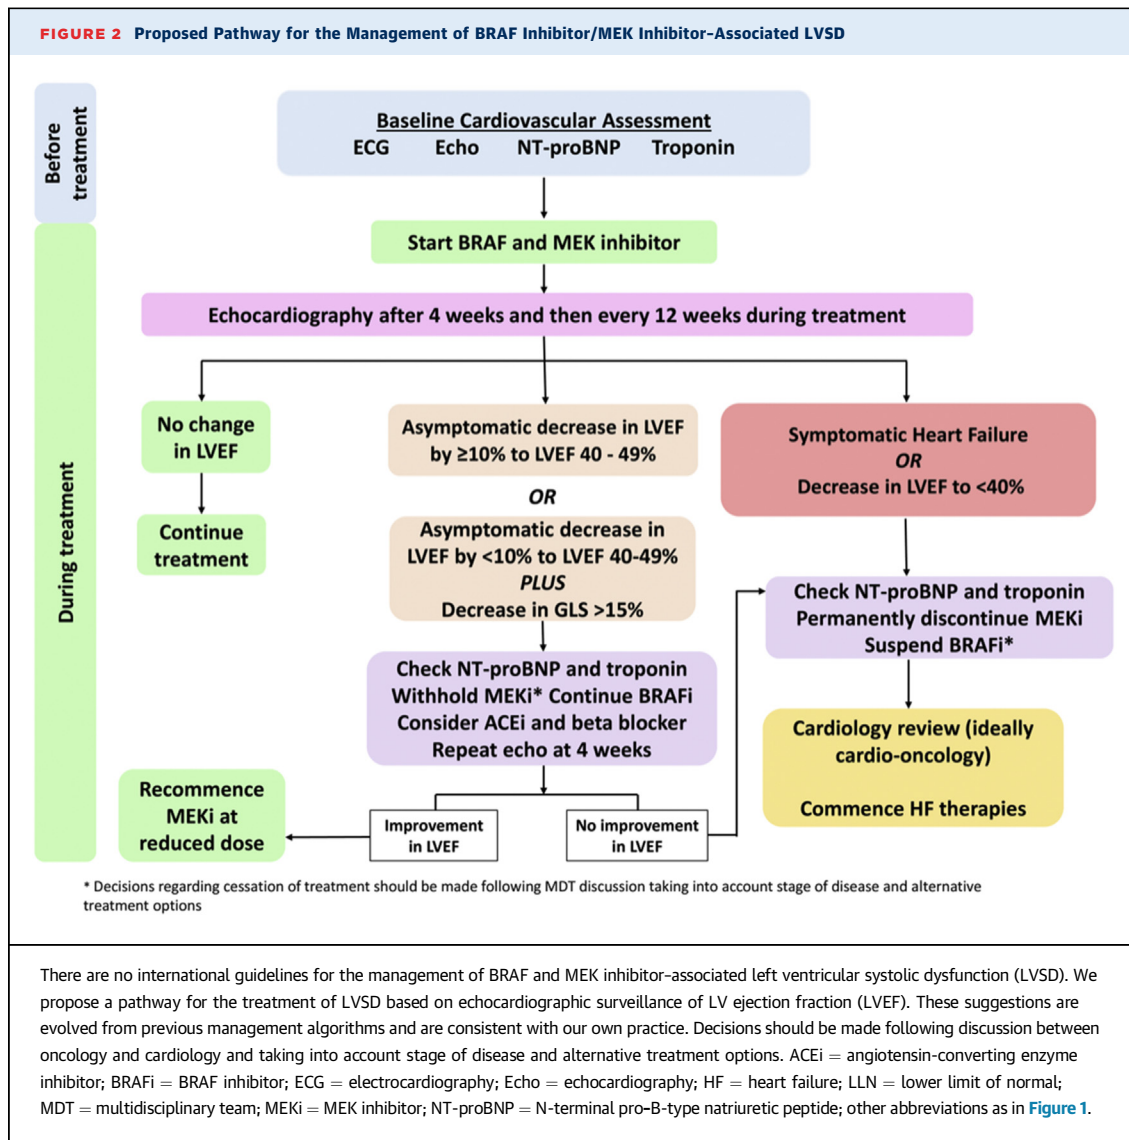 FIGURE 2 Proposed Pathway for the Management of BRAF Inhibitor/MEK Inhibitor–Associated LVSD
Before
treatment
Baseline Cardiovascular Assessment
ECG Echo NT-proBNP Troponin
During treatment
Start BRAF and MEK inhibitor
Echocardiography after 4 weeks and then every 12 weeks during treatment
No change
in LVEF
Continue
treatment
Asymptomatic decrease in LVEF
by ≥10% to LVEF 40 - 49%
OR
Asymptomatic decrease in
LVEF by <10% to LVEF 40-49%
PLUS
Decrease in GLS >15%
Check NT-proBNP and troponin
Withhold MEKi* Continue BRAFi
Consider ACEi and beta blocker
Repeat echo at 4 weeks
Improvement
in LVEF
No improvement
in LVEF
Recommence
MEKi at
reduced dose
Symptomatic Heart Failure
OR
Decrease in LVEF to <40%
Check NT-proBNP and troponin
Permanently discontinue MEKi
Suspend BRAFi*
Cardiology review (ideally
cardio-oncology)
Commence HF therapies
* Decisions regarding cessation of treatment should be made following MDT discussion taking into account stage of disease and alternative
treatment options
There are no international guidelines for the management of BRAF and MEK inhibitor–associated left ventricular systolic dysfunction (LVSD). We
propose a pathway for the treatment of LVSD based on echocardiographic surveillance of LV ejection fraction (LVEF). These suggestions are
evolved from previous management algorithms and are consistent with our own practice. Decisions should be made following discussion between
oncology and cardiology and taking into account stage of disease and alternative treatment options. ACEi = angiotensin-converting enzyme
inhibitor; BRAFi = BRAF inhibitor; ECG = electrocardiography; Echo = echocardiography; HF = heart failure; LLN = lower limit of normal;
MDT = multidisciplinary team; MEKi = MEK inhibitor; NT-proBNP = N-terminal pro–B-type natriuretic peptide; other abbreviations as in Figure 1.